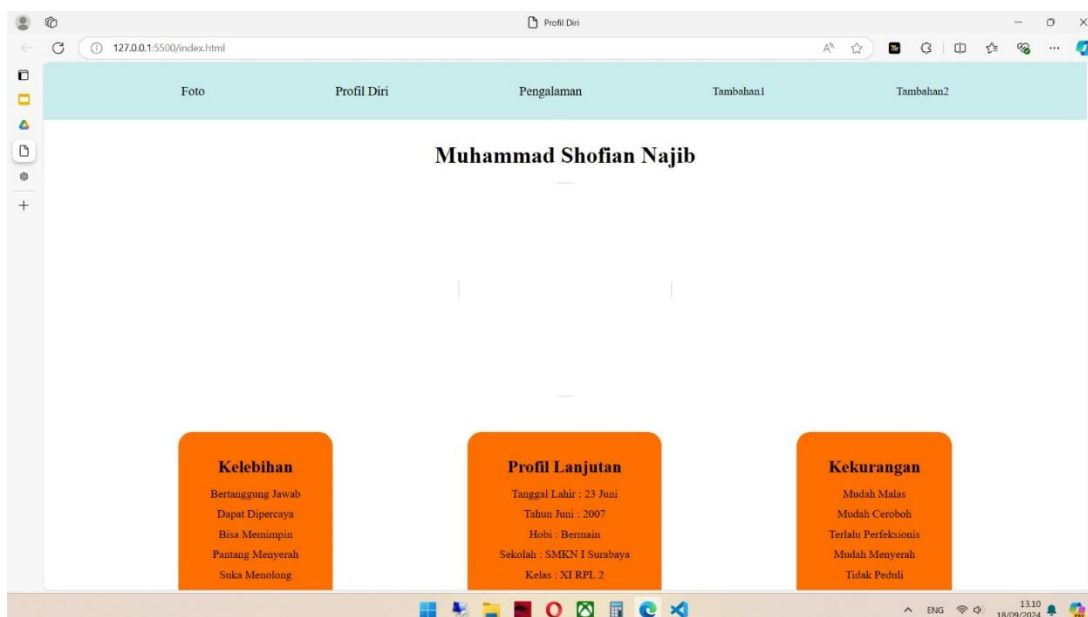 Profil Diri
127.0.0.1:5500/index.html
Foto Profil Diri Pengalaman Tambahan1 Tambahan2
Muhammad Shofian Najib
Kelebihan
Bertanggung Jawab
Dapat Dipercaya
Bisa Memimpin
Pantang Menyerah
Suka Menolong
Profil Lanjutan
Tanggal Lahir : 23 Juni
Tahun Juni : 2007
Hobi : Bermain
Sekolah : SMKN I Surabaya
Kelas : XI RPL 2
Kekurangan
Mudah Malas
Mudah Ceroboh
Terlalu Perfeksionis
Mudah Menyerah
Tidak Peduli
ENG
13.10
18/09/2024